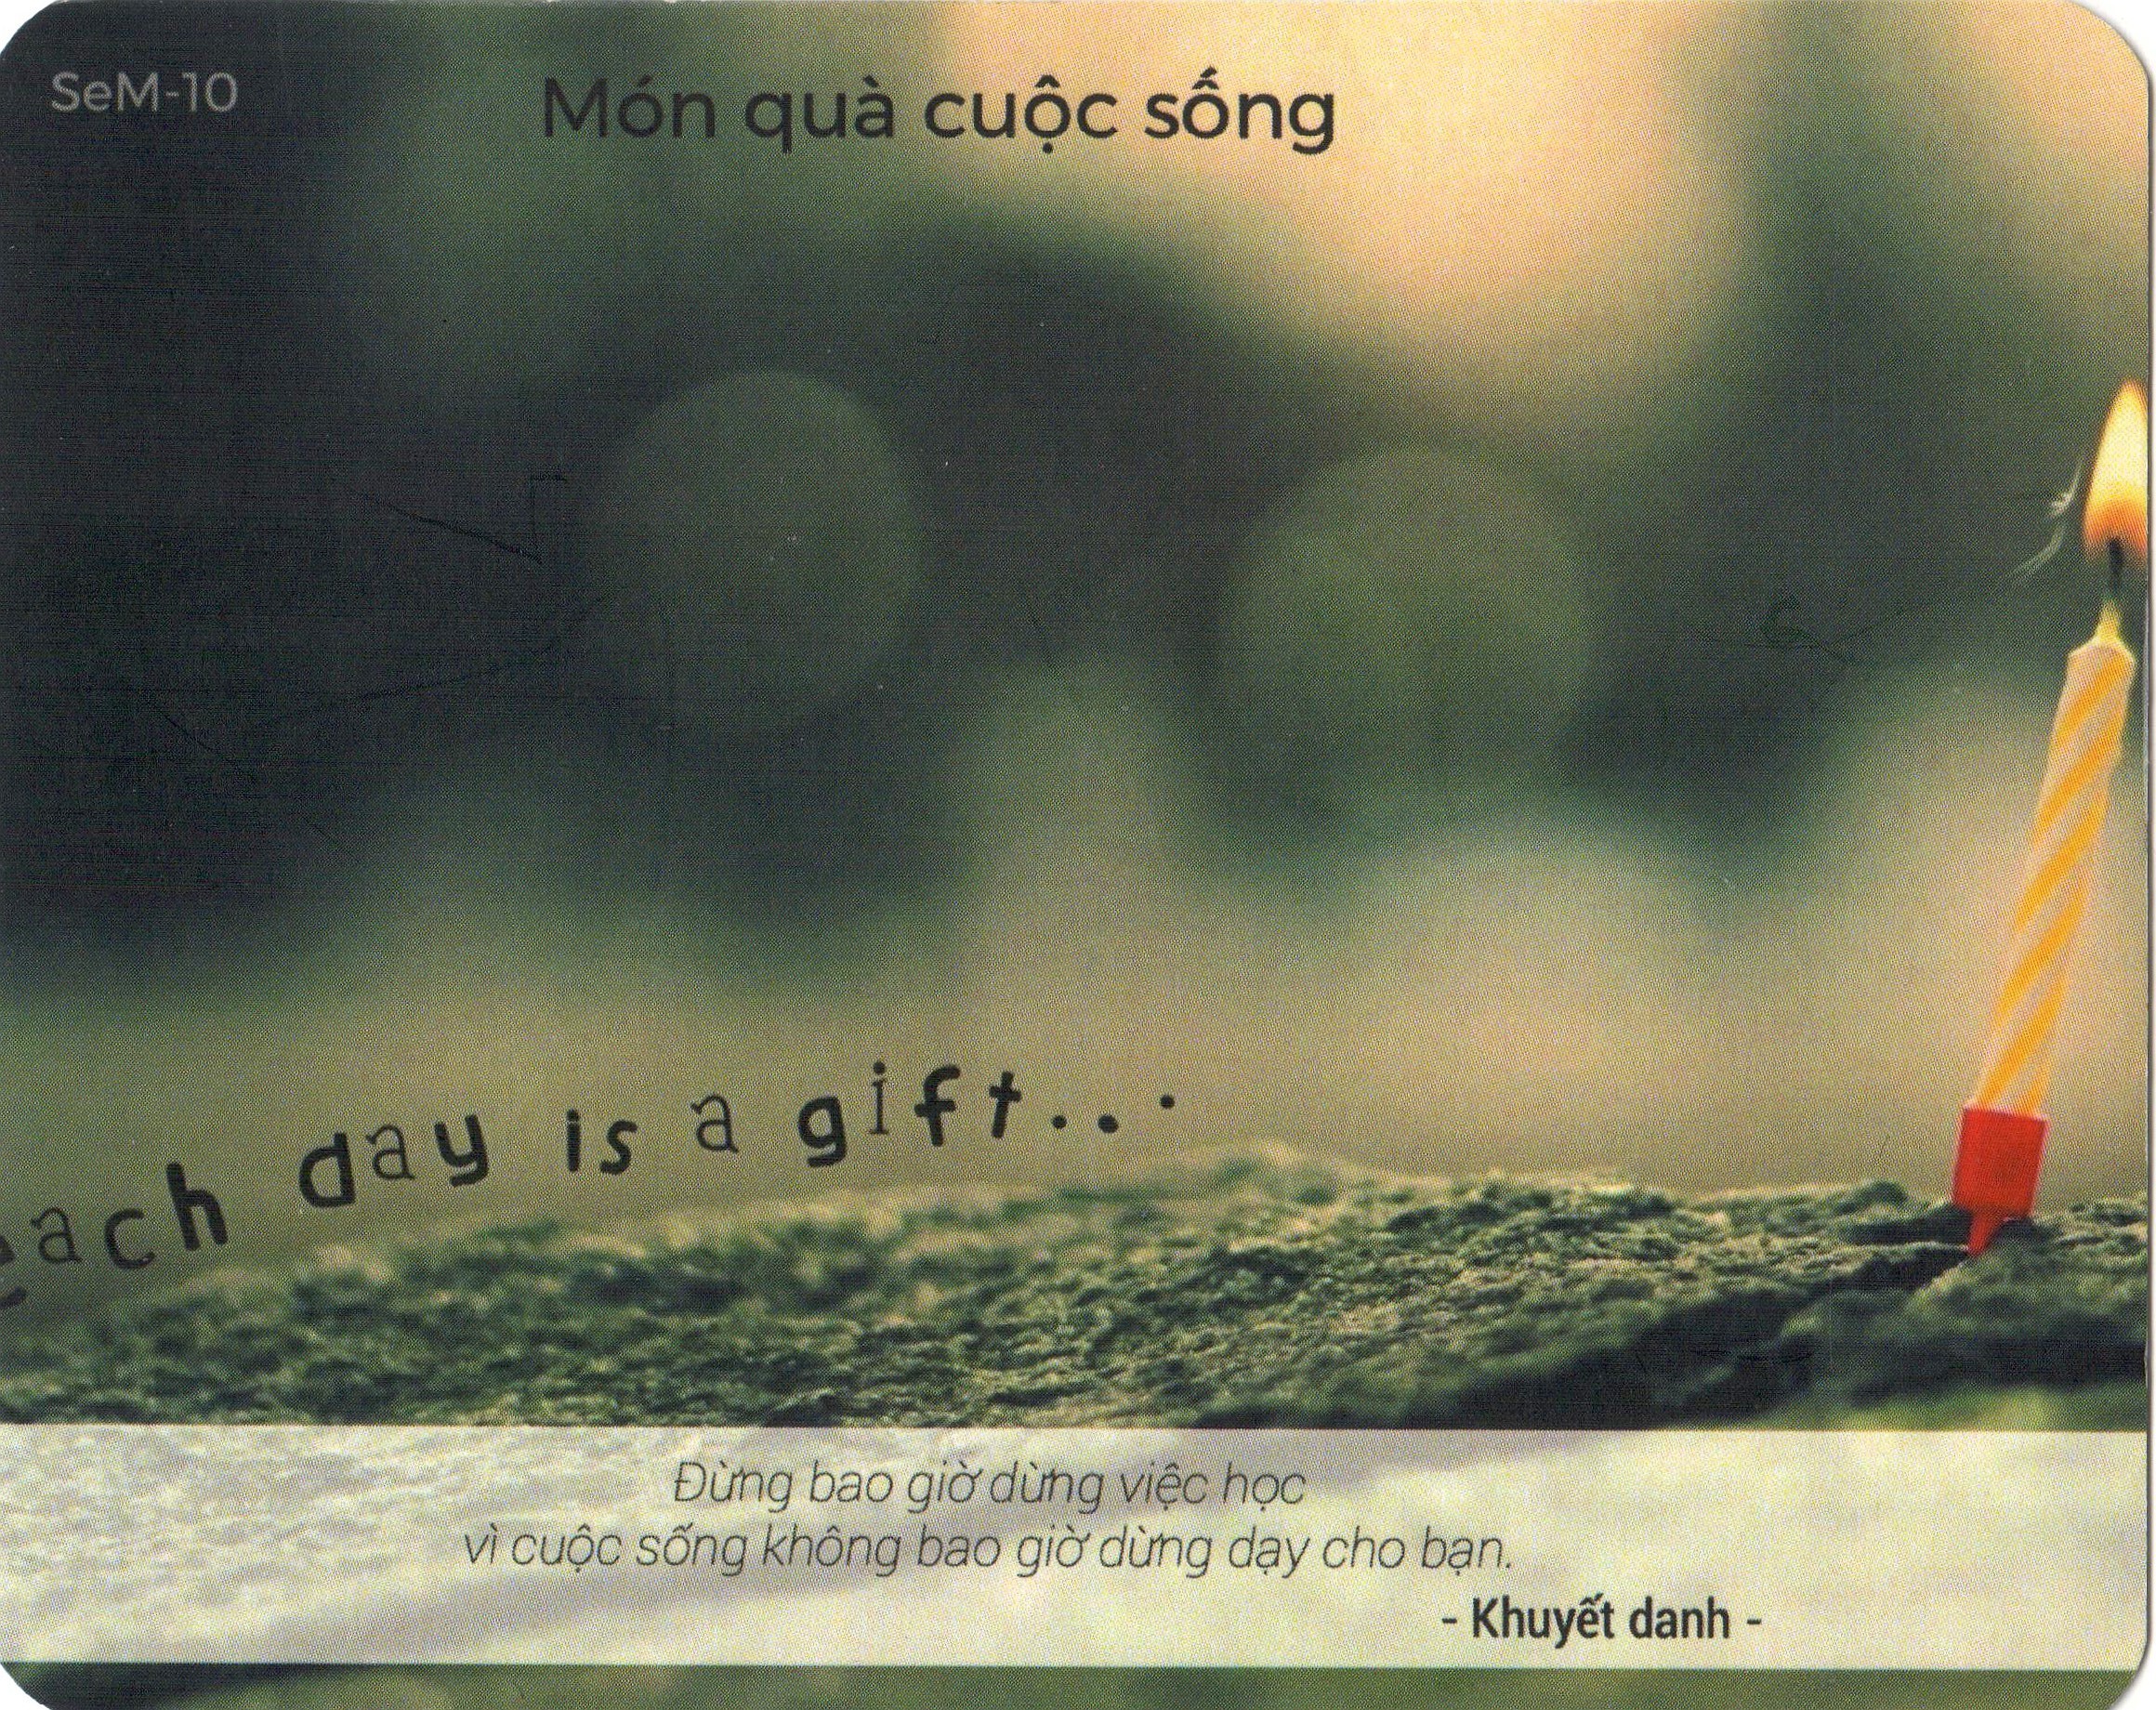 SeM-10
Món quà cuộc sống
each day is a gift...
Đừng bao giờ dừng việc học
vì cuộc sống không bao giờ dừng dạy cho bạn.
- Khuyết danh -